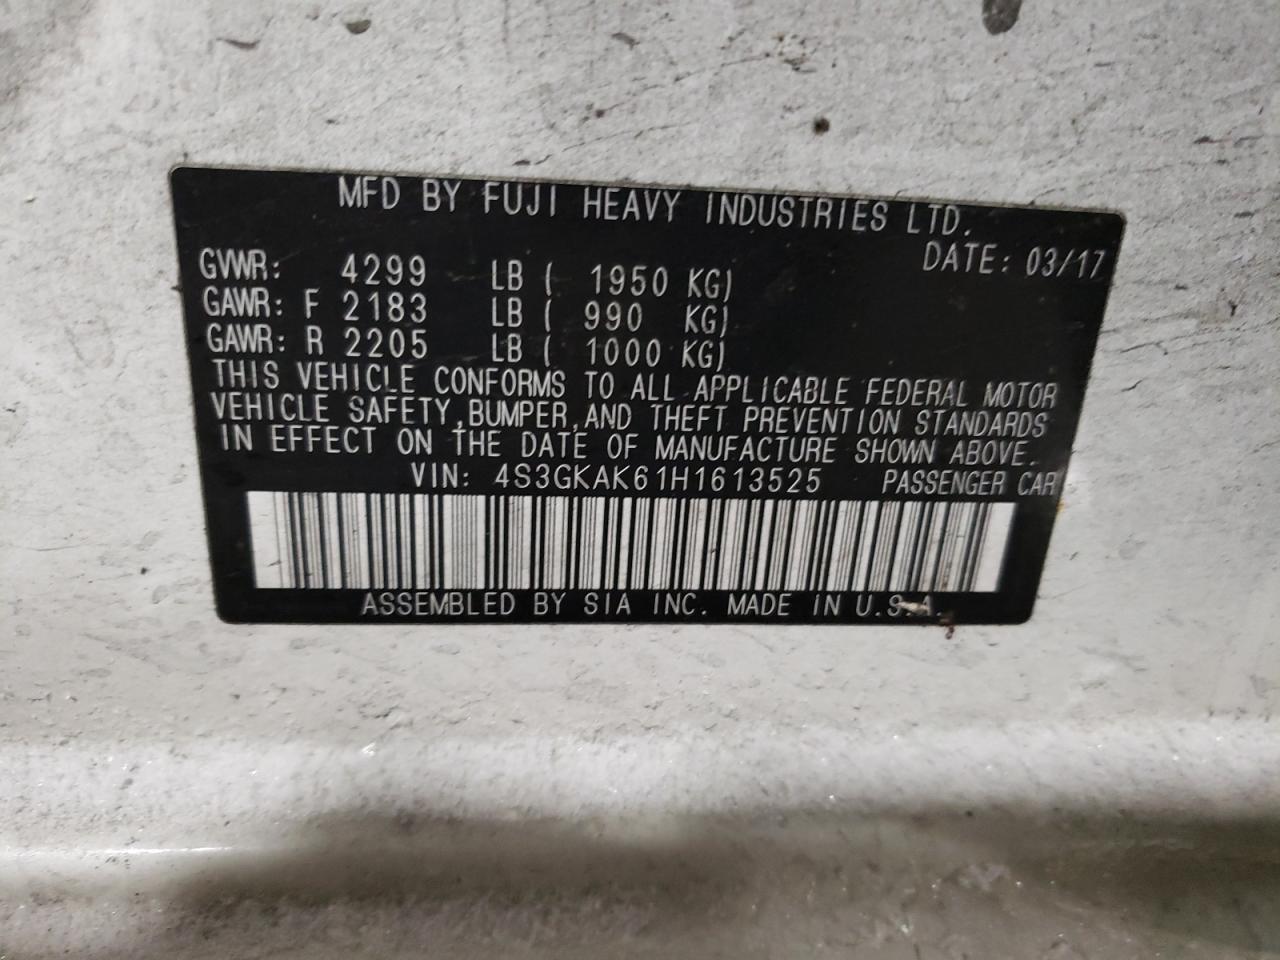 MFD BY FUJI HEAVY INDUSTRIES LTD.
DATE: 03/17
GVWR: 4299 LB ( 1950 KG)
GAWR: F 2183 LB ( 990 KG)
GAWR: R 2205 LB ( 1000 KG)
THIS VEHICLE CONFORMS TO ALL APPLICABLE FEDERAL MOTOR
VEHICLE SAFETY, BUMPER, AND THEFT PREVENTION STANDARDS
IN EFFECT ON THE DATE OF MANUFACTURE SHOWN ABOVE.
VIN: 4S3GKAK61H1613525 PASSENGER CAR
ASSEMBLED BY SIA INC. MADE IN U.S.A.